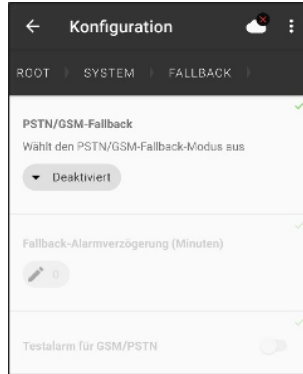 Konfiguration
ROOT SYSTEM FALLBACK
PSTN/GSM-Fallback
Wählt den PSTN/GSM-Fallback-Modus aus
Deaktiviert
Fallback-Alarmverzögerung (Minuten)
0
Testalarm für GSM/PSTN